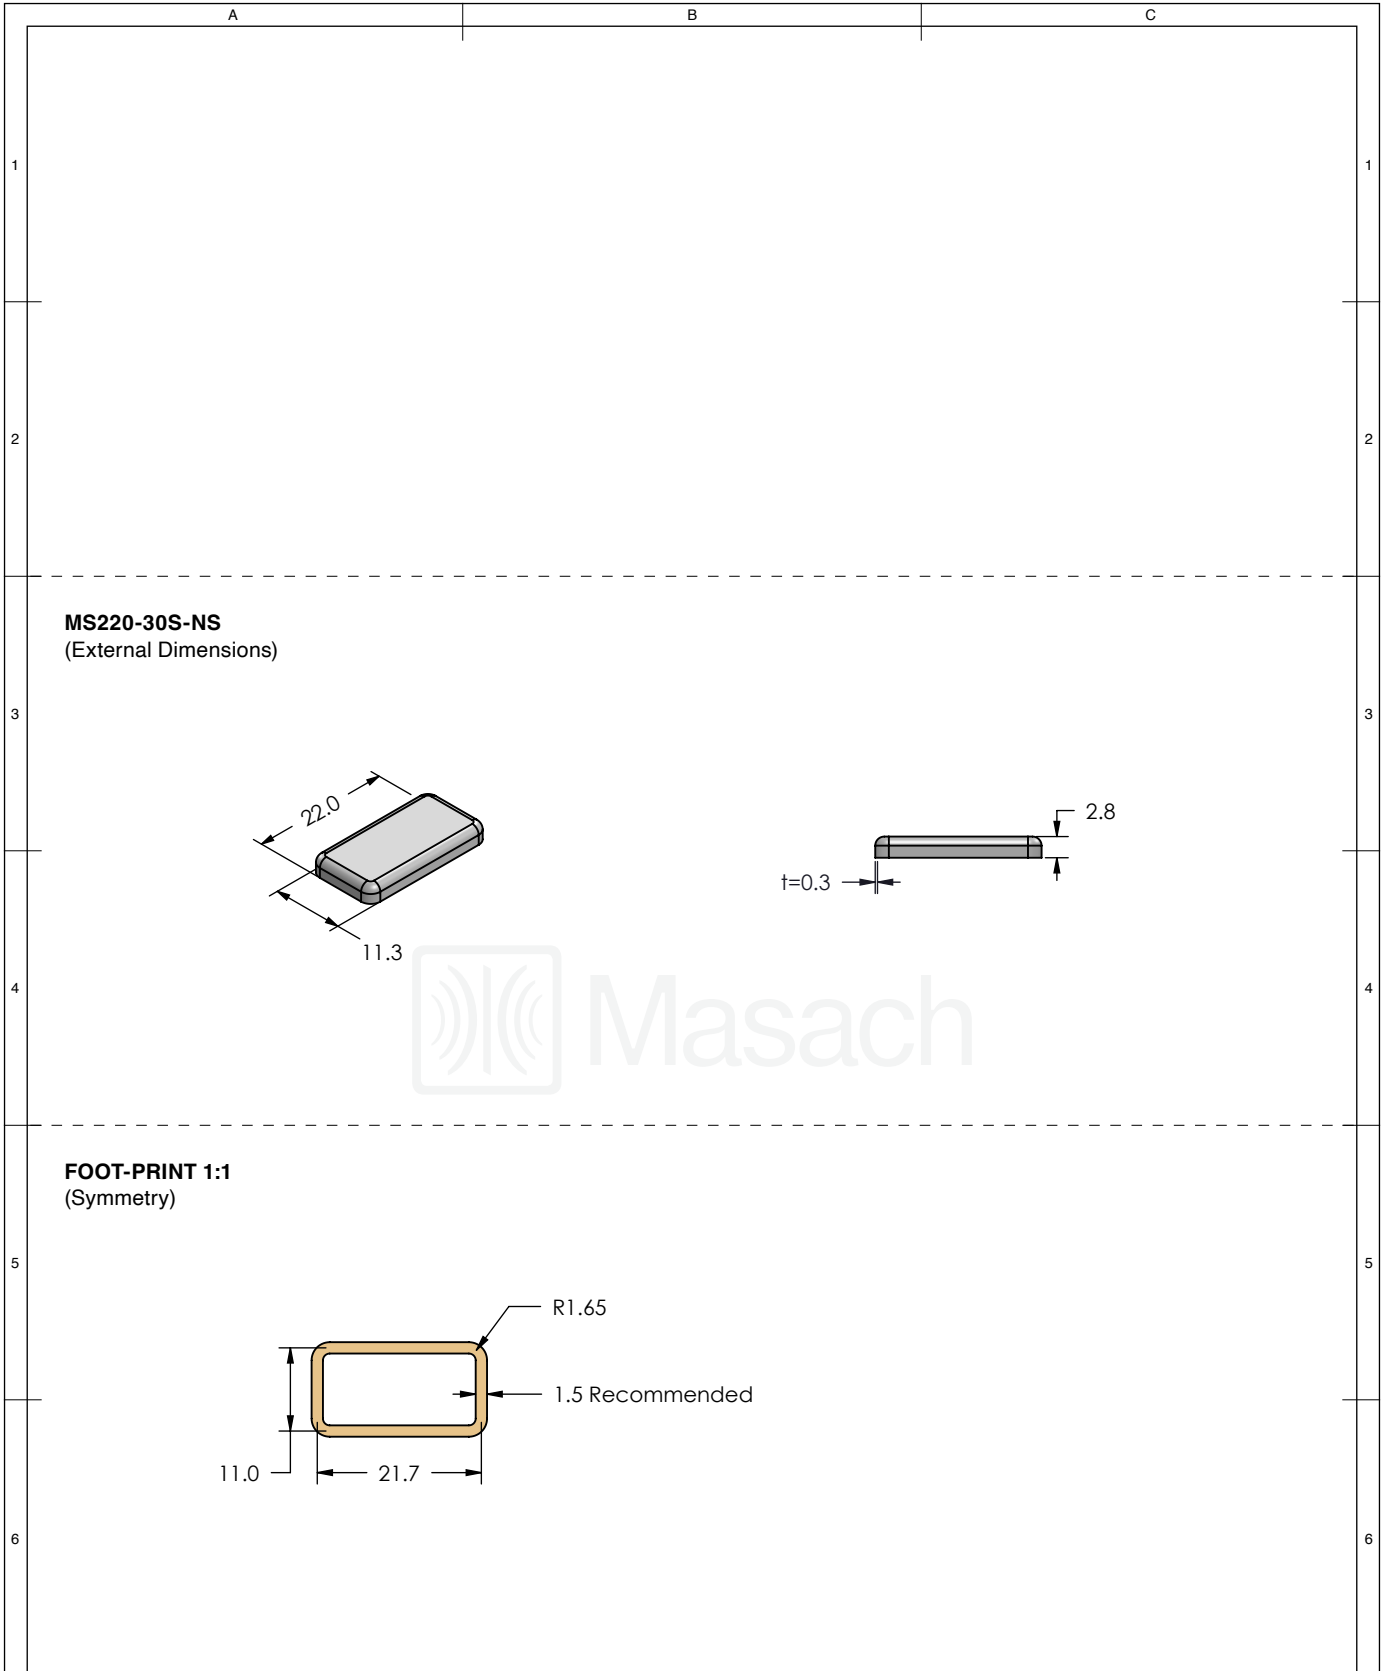 A B C
1 1
2 2
MS220-30S-NS
(External Dimensions)
3 3
22.0
2.8
t=0.3
11.3
Masach
4 4
FOOT-PRINT 1:1
(Symmetry)
5 5
R1.65
1.5 Recommended
11.0
21.7
6 6